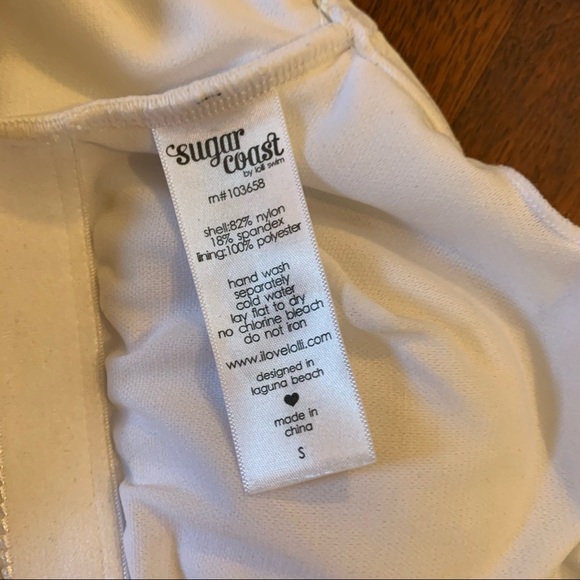 sugar
coast
by lolli swim
rn#103658
shell:82% nylon
18% spandex
lining:100% polyester
hand wash
separately
cold water
lay flat to dry
no chlorine bleach
do not iron
www.ilovelolli.com
designed in
laguna beach
made in
china
S